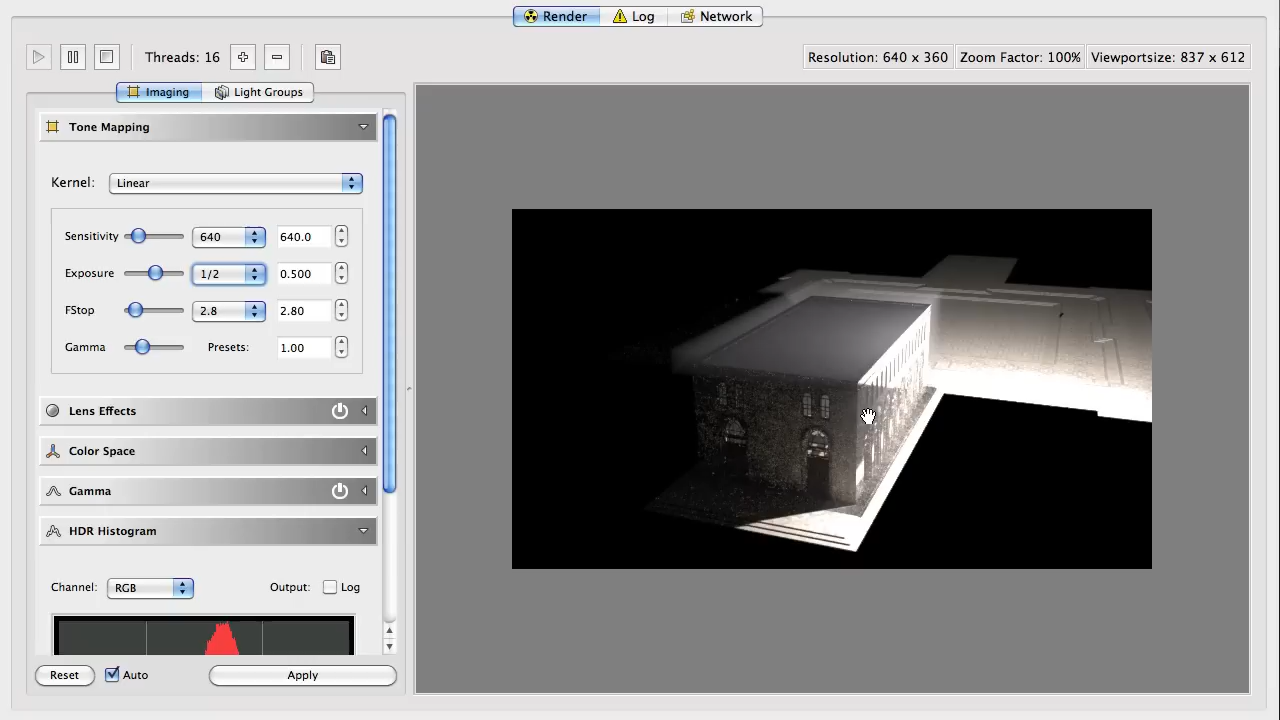 Render Log Network
Threads: 16 Resolution: 640 x 360 Zoom Factor: 100% Viewportsize: 837 x 612
Imaging Light Groups
Tone Mapping
Kernel: Linear
Sensitivity 640 640.0
Exposure 1/2 0.500
FStop 2.8 2.80
Gamma Presets: 1.00
Lens Effects
Color Space
Gamma
HDR Histogram
Channel: RGB Output: Log
Reset Auto Apply